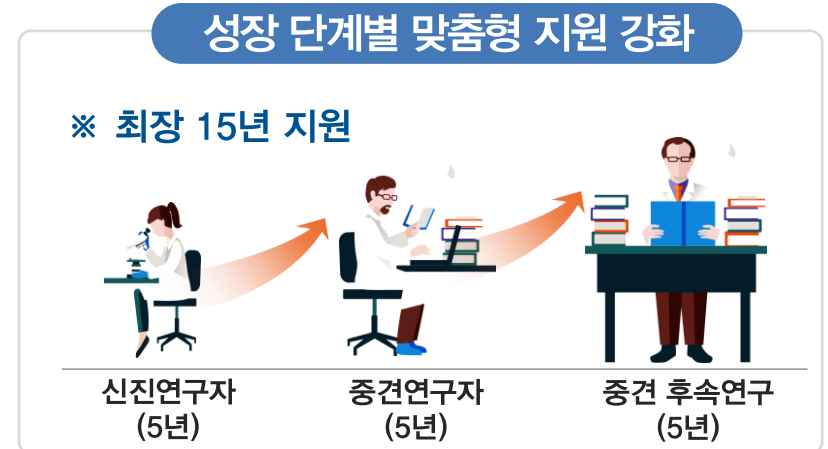 성장 단계별 맞춤형 지원 강화
※ 최장 15년 지원
신진연구자
(5년)
중견연구자
(5년)
중견 후속연구
(5년)